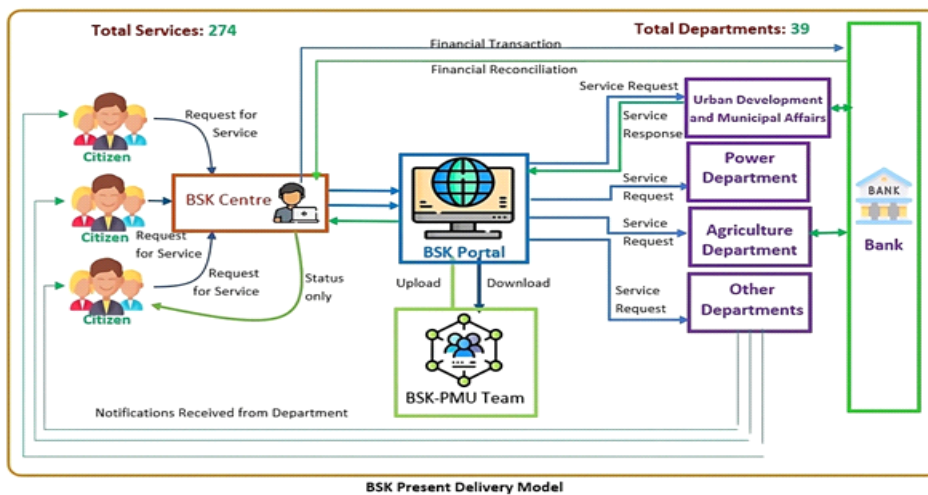 Total Services: 274
Total Departments: 39
Financial Transaction
Financial Reconciliation
Request for
Service
Citizen
Service Request
Urban Development
and Municipal Affairs
Service
Response
BSK Centre
Request
for Service
Citizen
Request
for Service
Citizen
Status
only
BSK Portal
Service
Request
Power
Department
Service
Request
Agriculture
Department
BANK
Bank
Upload
Download
Service
Request
Other
Departments
BSK-PMU Team
Notifications Received from Department
BSK Present Delivery Model